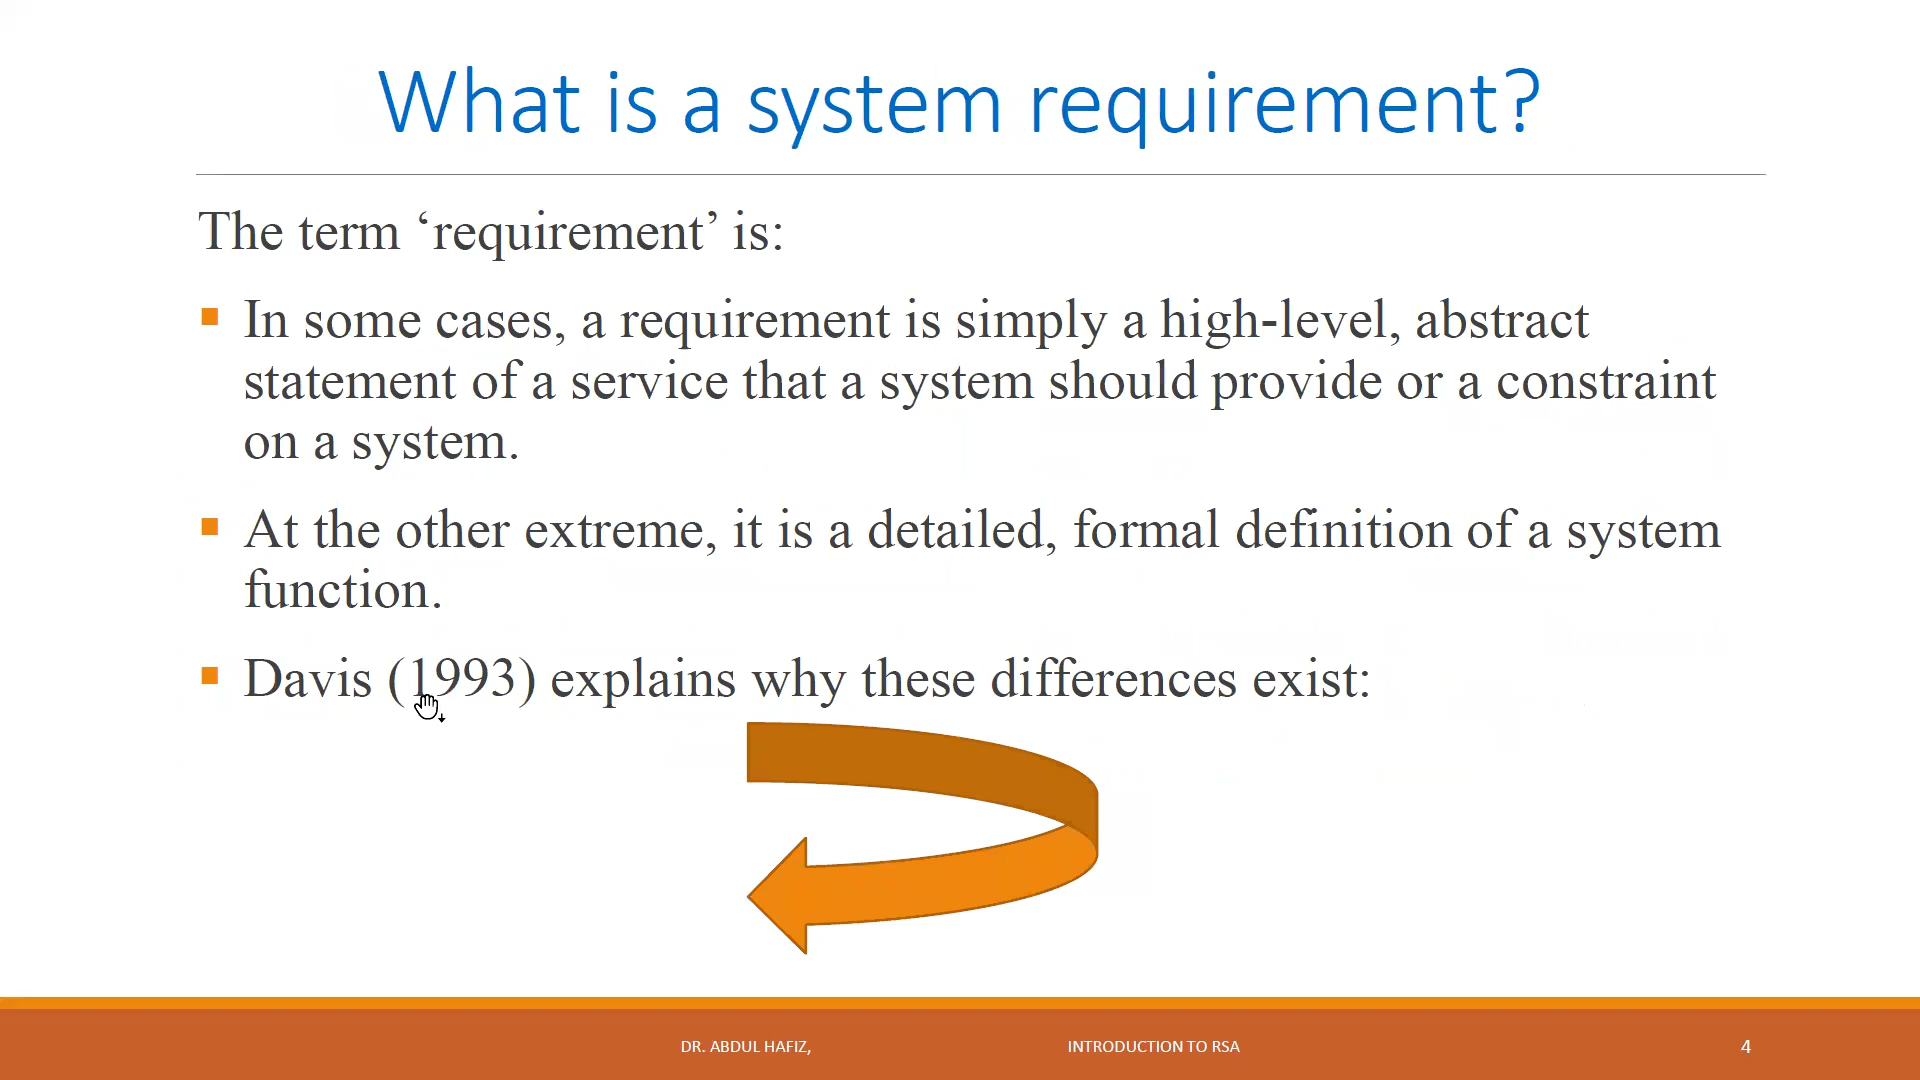 What is a system requirement?
The term ‘requirement’ is:
In some cases, a requirement is simply a high-level, abstract
statement of a service that a system should provide or a constraint
on a system.
At the other extreme, it is a detailed, formal definition of a system
function.
Davis (1993) explains why these differences exist:
DR. ABDUL HAFIZ, INTRODUCTION TO RSA 4